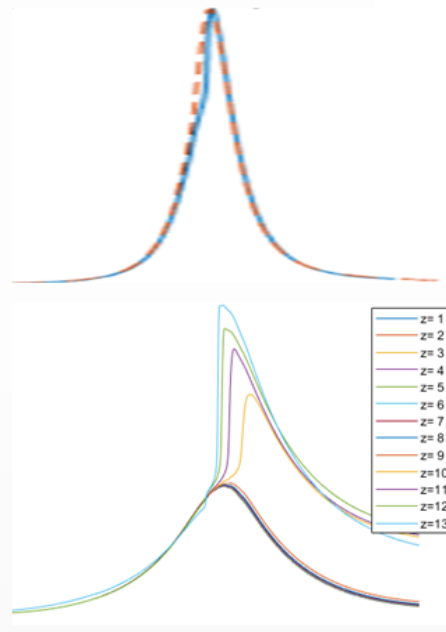 z= 1
z= 2
z= 3
z= 4
z= 5
z= 6
z= 7
z= 8
z= 9
z=10
z=11
z=12
z=13